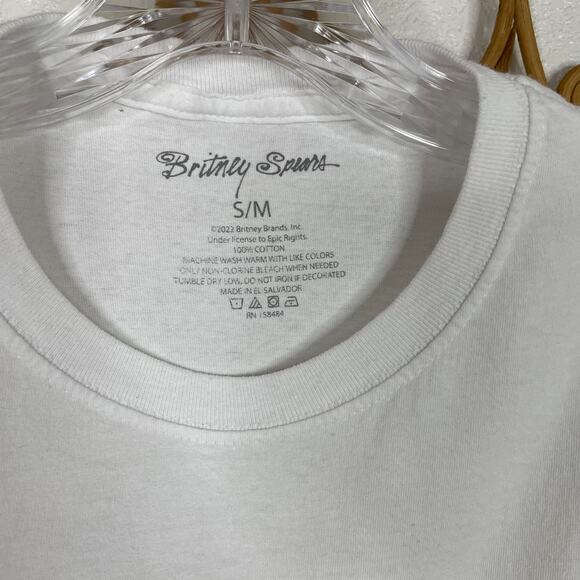 Britney Spears
S/M
©2022 Britney Brands, Inc.
Under license to Epic Rights.
100% COTTON
MACHINE WASH WARM WITH LIKE COLORS
ONLY NON-CLORINE BLEACH WHEN NEEDED
TUMBLE DRY LOW, DO NOT IRON IF DECORATED
MADE IN EL SALVADOR
RN 158484